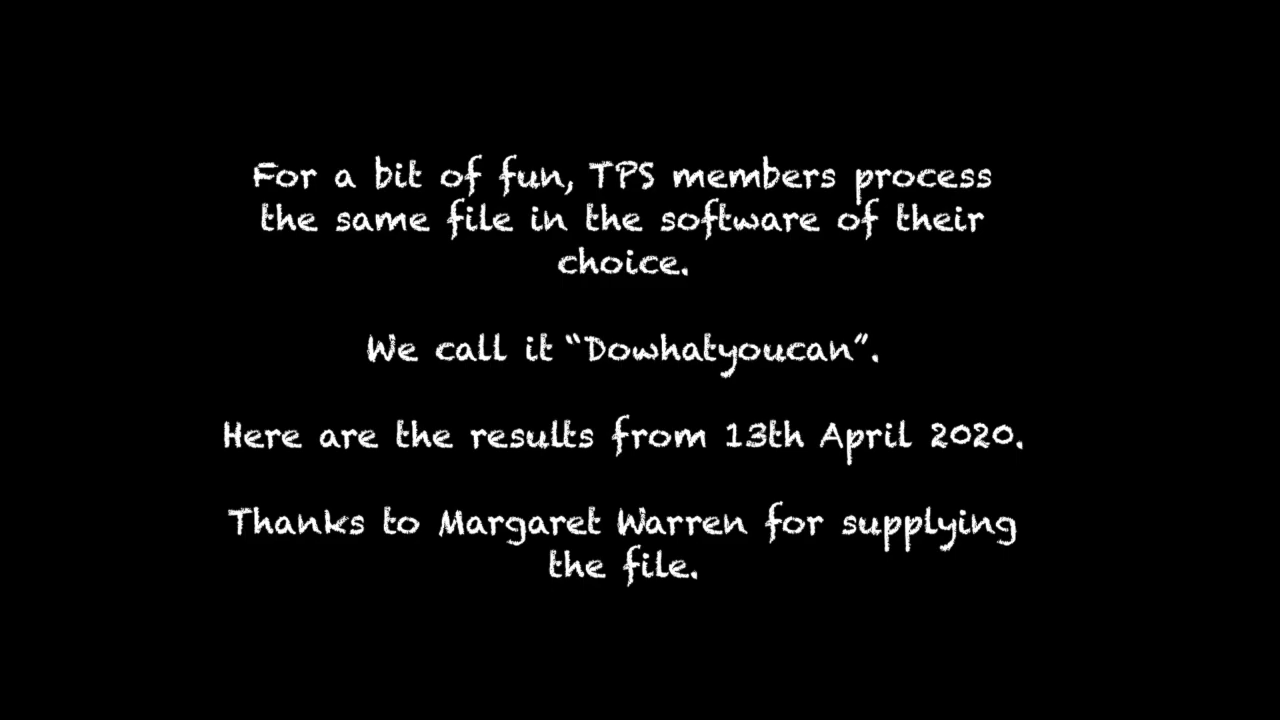 For a bit of fun, TPS members process
the same file in the software of their
choice.
We call it “Dowhatyoucan”.
Here are the results from 13th April 2020.
Thanks to Margaret Warren for supplying
the file.